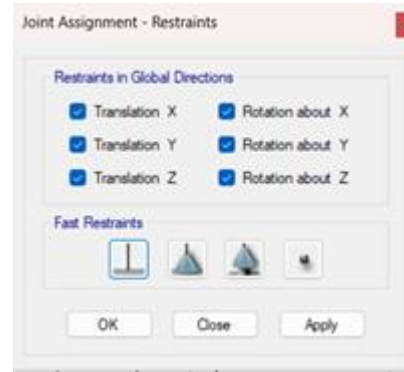 Joint Assignment - Restraints
Restraints in Global Directions
Translation X
Rotation about X
Translation Y
Rotation about Y
Translation Z
Rotation about Z
Fast Restraints
OK
Close
Apply